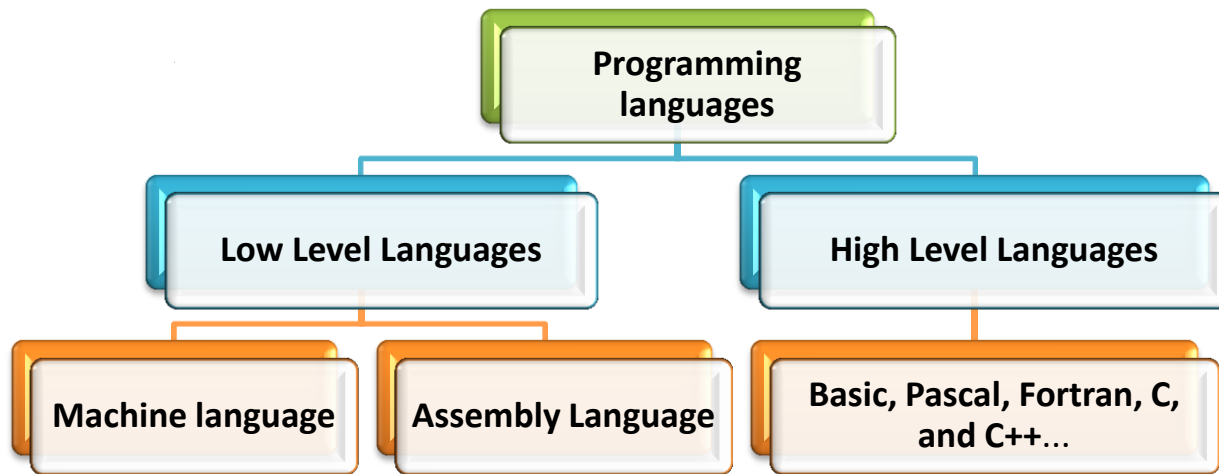 Programming
languages
Low Level Languages
High Level Languages
Machine language
Assembly Language
Basic, Pascal, Fortran, C,
and C++...